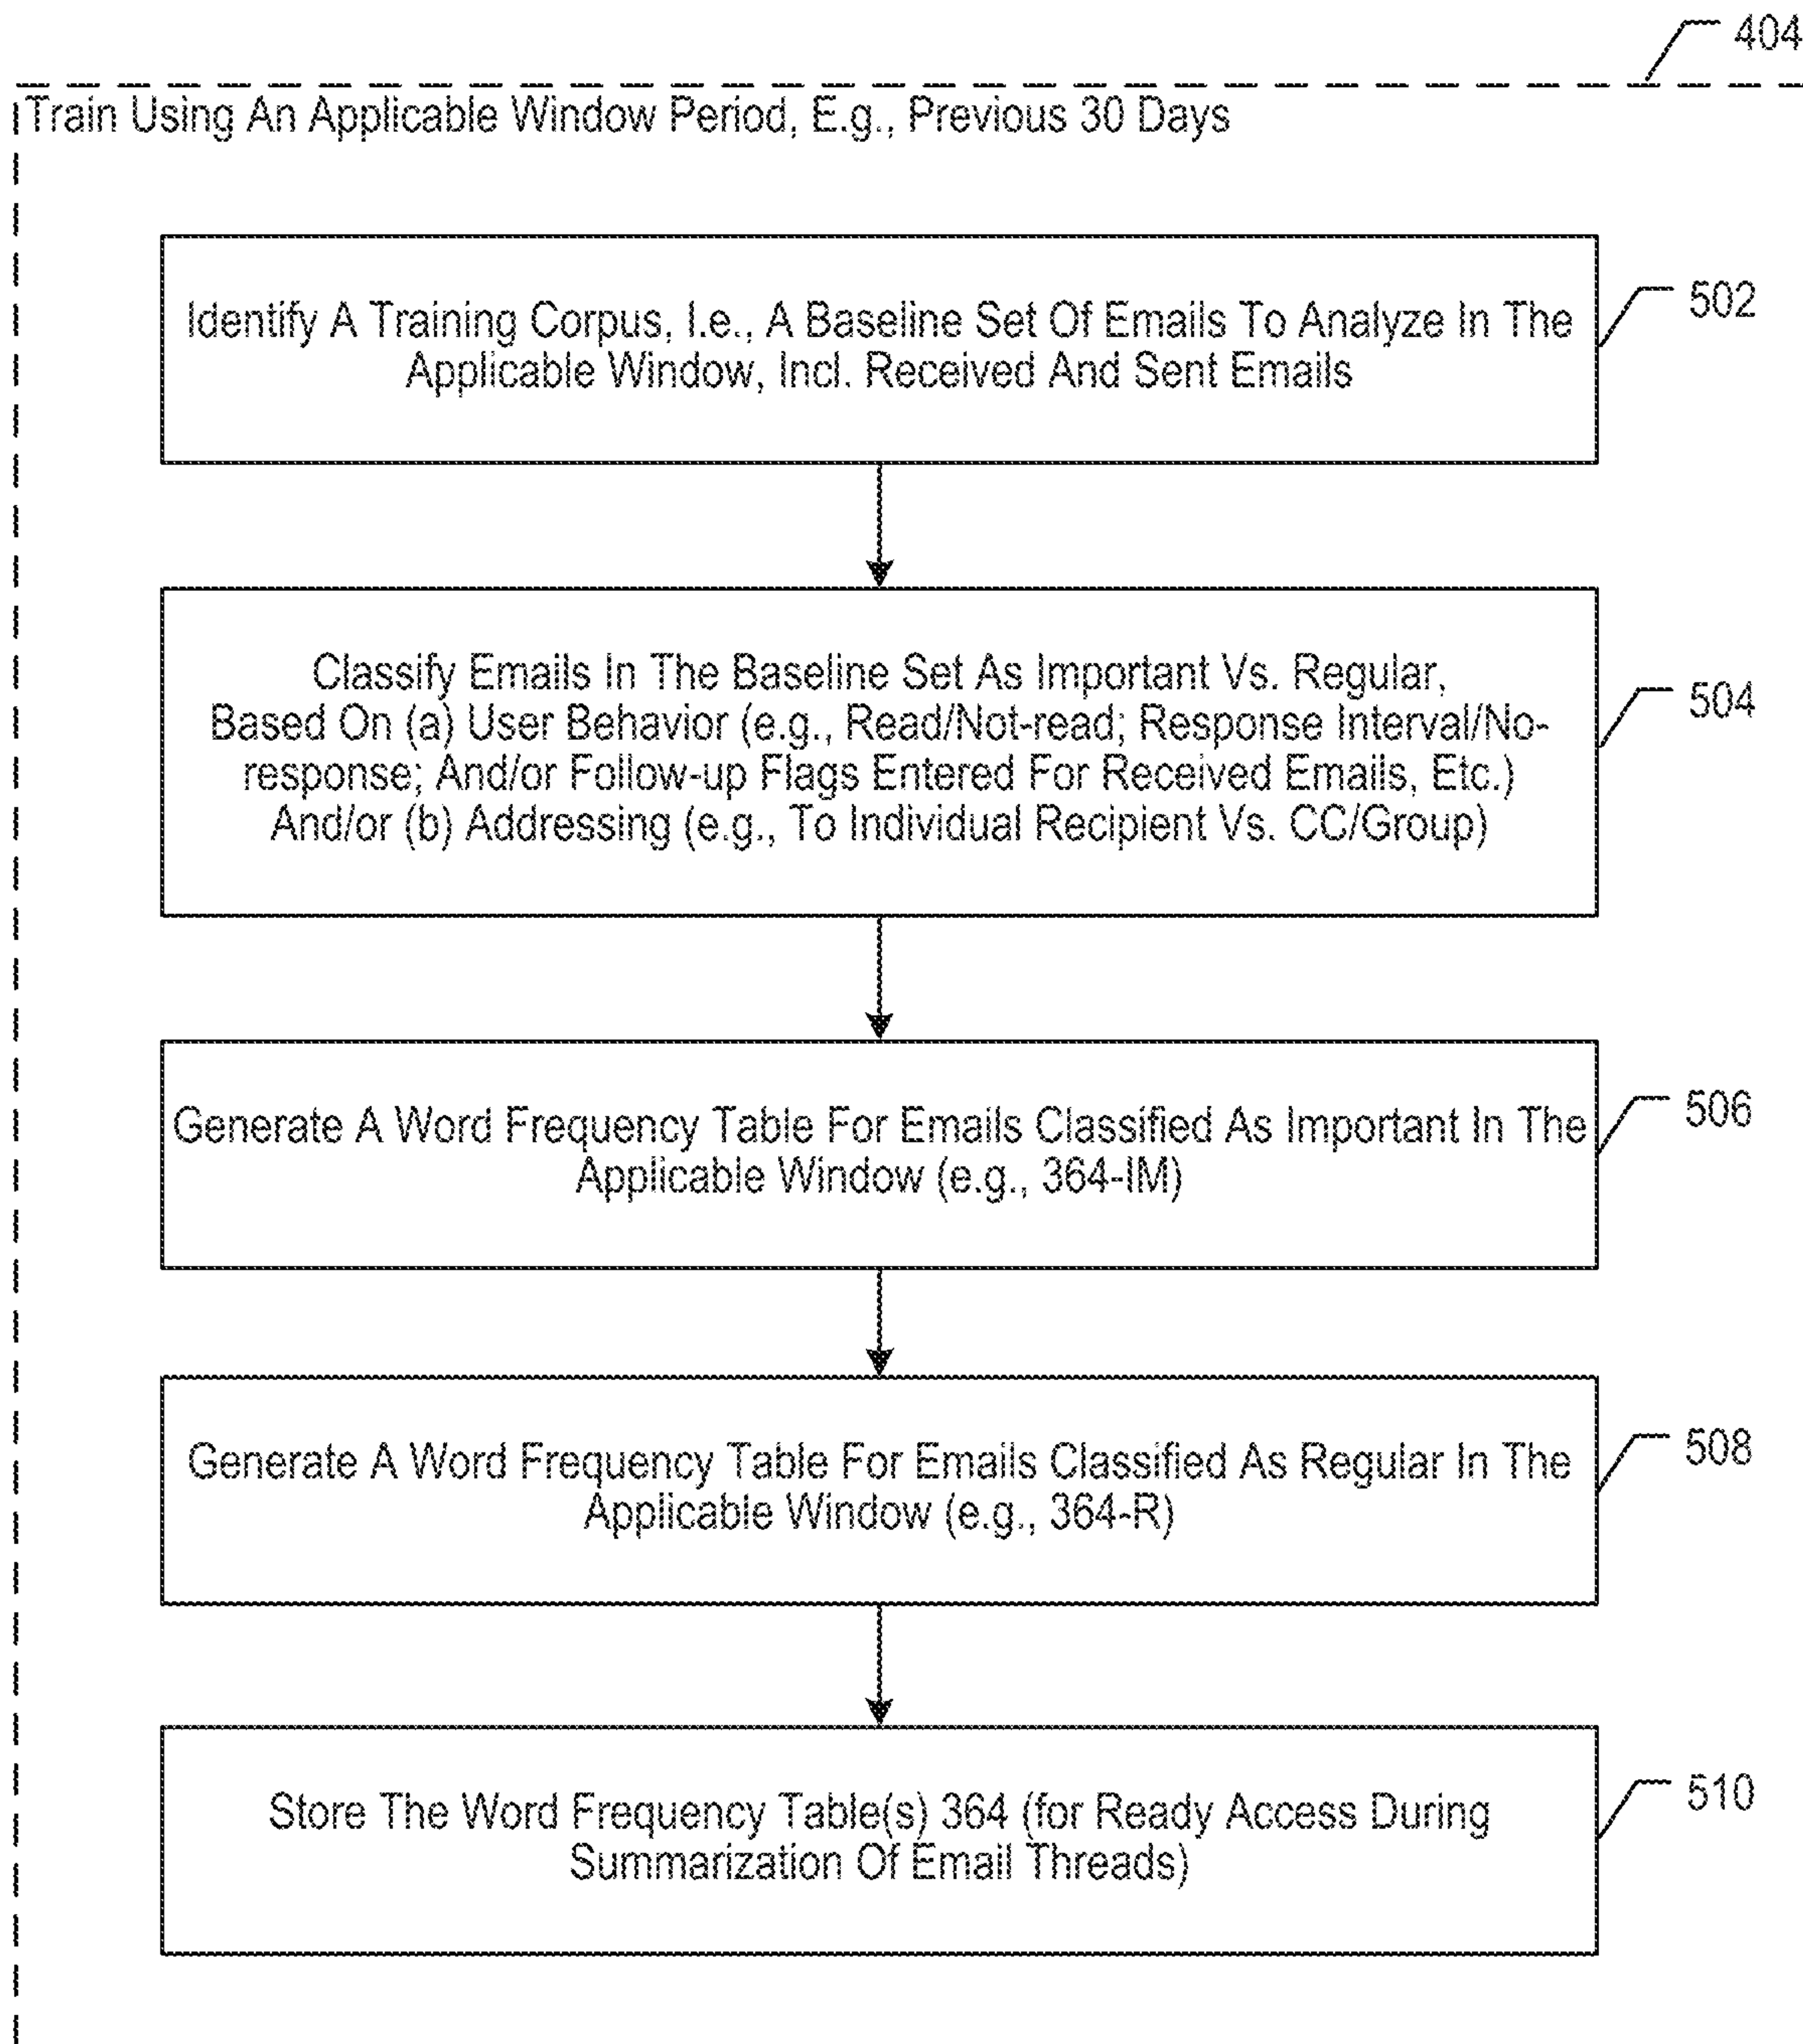 404
Train Using An Applicable Window Period, E.g., Previous 30 Days
Identify A Training Corpus, I.e., A Baseline Set Of Emails To Analyze In The
Applicable Window, Incl. Received And Sent Emails
502
Classify Emails In The Baseline Set As Important Vs. Regular,
Based On (a) User Behavior (e.g., Read/Not-read; Response Interval/No-
response; And/or Follow-up Flags Entered For Received Emails, Etc.)
And/or (b) Addressing (e.g., To Individual Recipient Vs. CC/Group)
504
Generate A Word Frequency Table For Emails Classified As Important In The
Applicable Window (e.g., 364-IM)
506
Generate A Word Frequency Table For Emails Classified As Regular In The
Applicable Window (e.g., 364-R)
508
Store The Word Frequency Table(s) 364 (for Ready Access During
Summarization Of Email Threads)
510